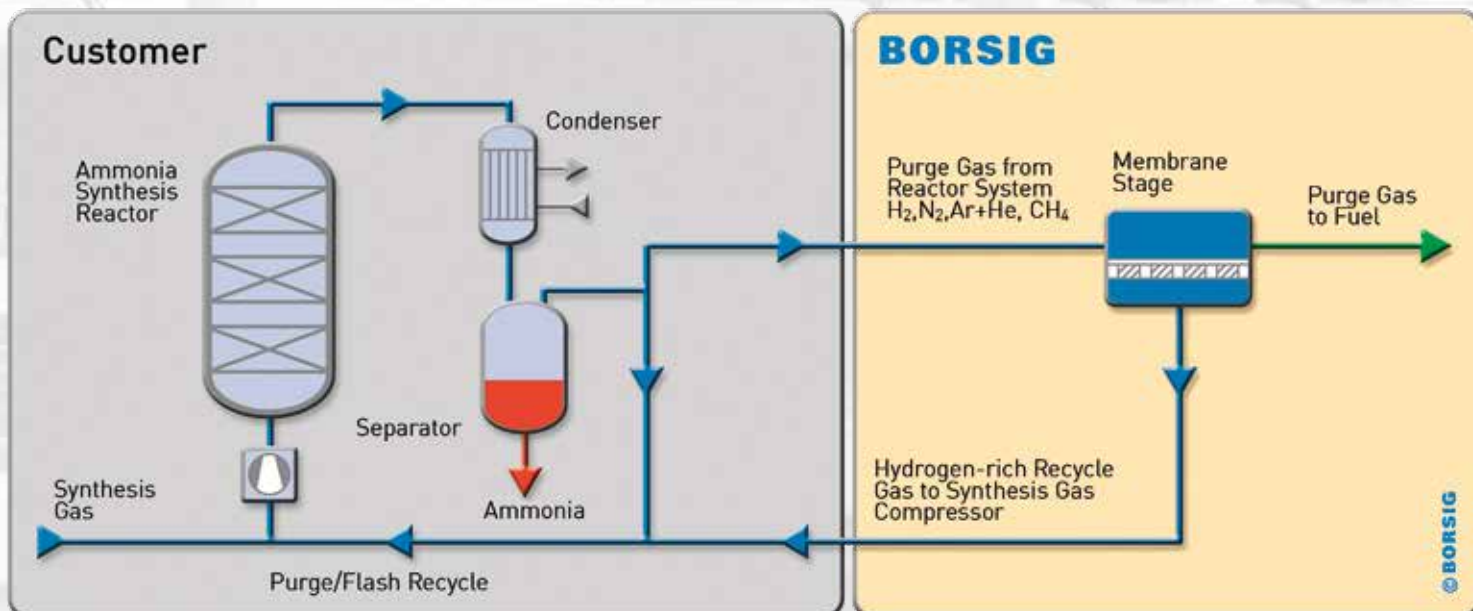 Customer
BORSIG
Condenser
Ammonia
Synthesis
Reactor
Purge Gas from
Reactor System
H₂,N₂,Ar+He, CH₄
Membrane
Stage
Purge Gas
to Fuel
Separator
Synthesis
Gas
Ammonia
Hydrogen-rich Recycle
Gas to Synthesis Gas
Compressor
Purge/Flash Recycle
© BORSIG